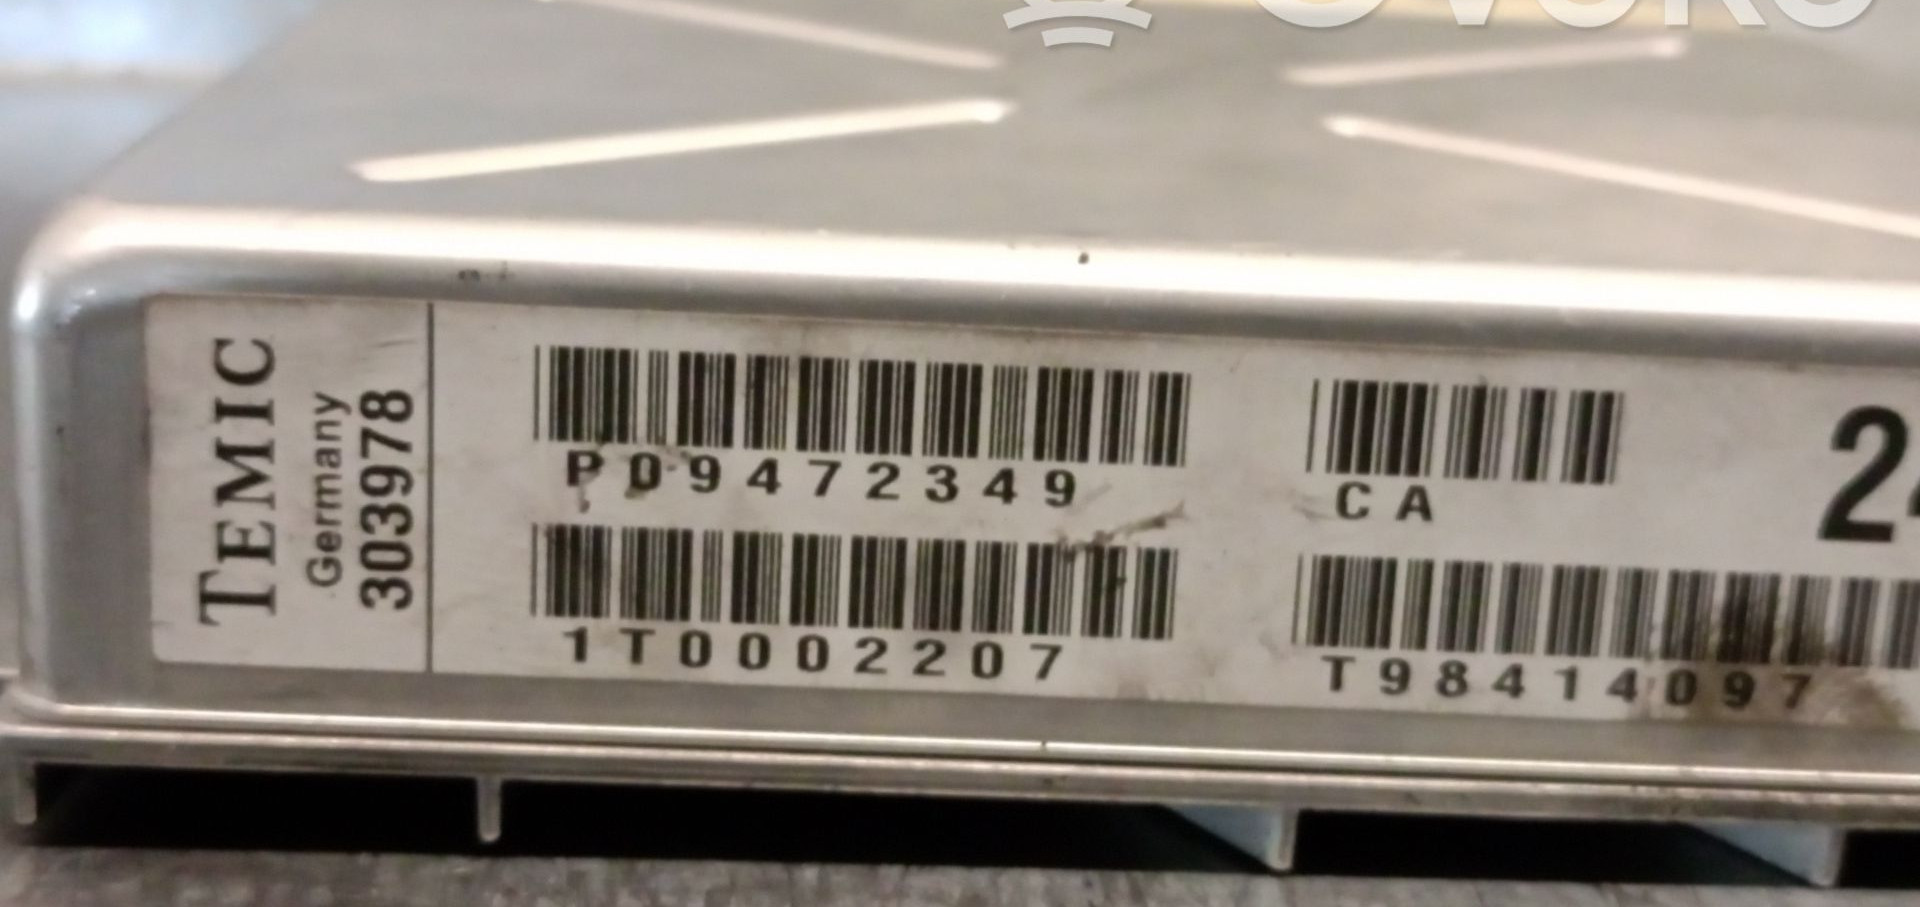 TEMIC
Germany
303978
P09472349
CA
1T0002207
T98414097